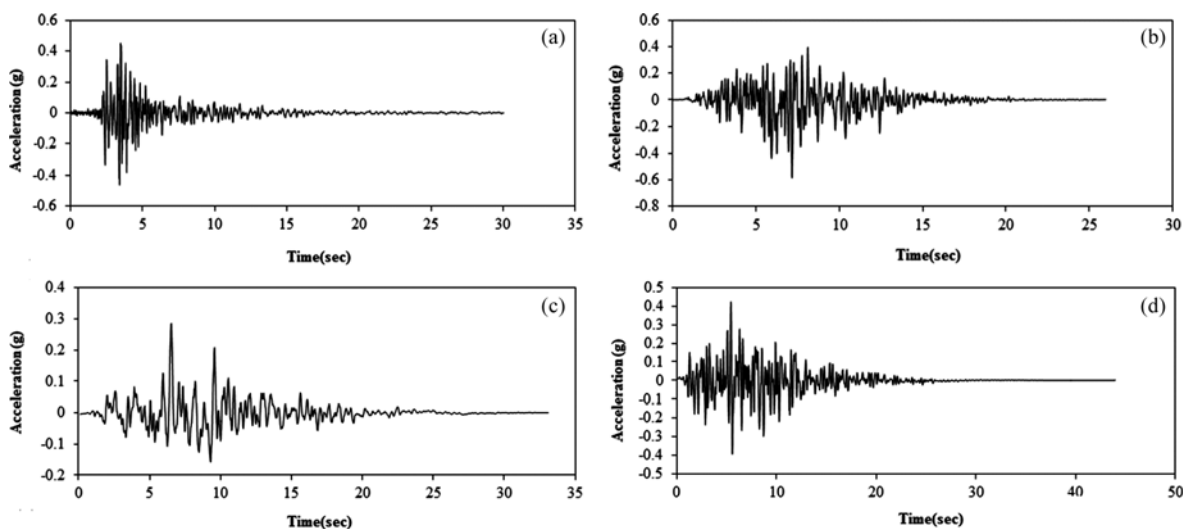 (a)
Acceleration(g)
0.6
0.4
0.2
0
-0.2
-0.4
-0.6
0 5 10 15 20 25 30 35
Time(sec)
(b)
Acceleration (g)
0.6
0.4
0.2
0
-0.2
-0.4
-0.6
-0.8
0 5 10 15 20 25 30
Time(sec)
(c)
Acceleration (g)
0.4
0.3
0.2
0.1
0
-0.1
-0.2
0 5 10 15 20 25 30 35
Time(sec)
(d)
Acceleration (g)
0.5
0.4
0.3
0.2
0.1
0
-0.1
-0.2
-0.3
-0.4
-0.5
0 10 20 30 40 50
Time(sec)